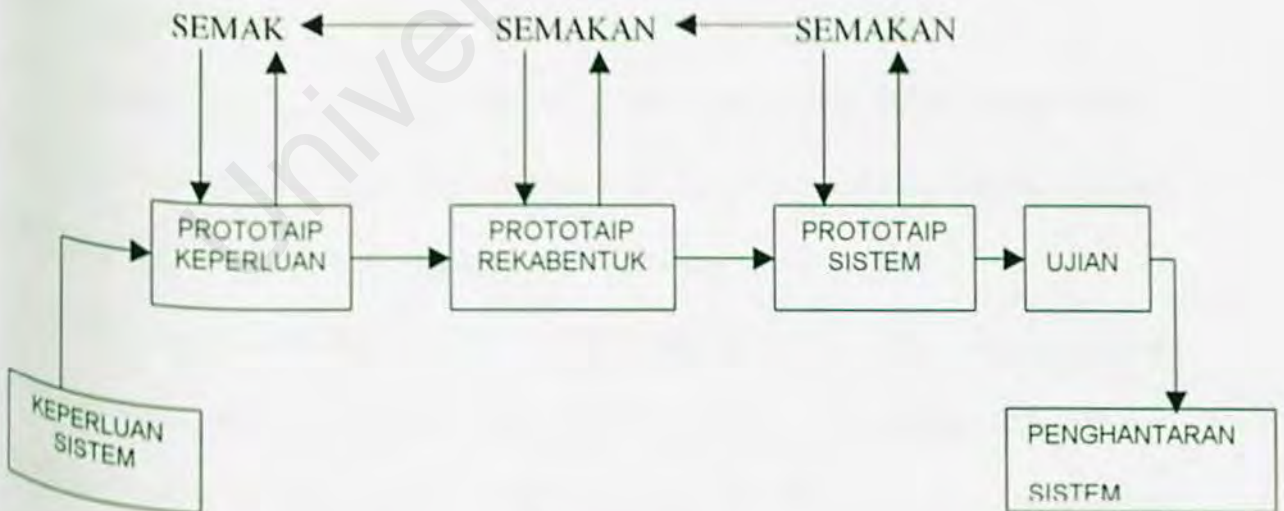 SEMAK SEMAKAN SEMAKAN
PROTOTAIP
KEPERLUAN
PROTOTAIP
REKABENTUK
PROTOTAIP
SISTEM
UJIAN
KEPERLUAN
SISTEM
PENGHANTARAN
SISTEM